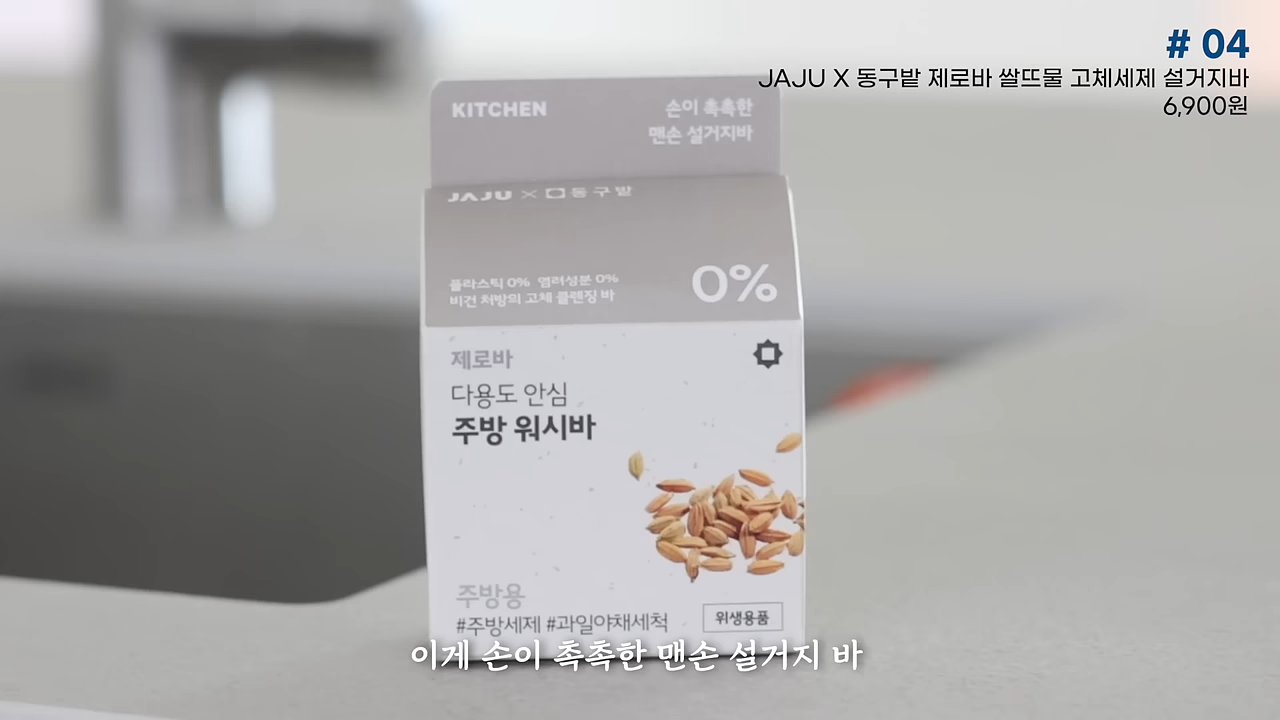 # 04
JAJU X 동구밭 제로바 쌀뜨물 고체세제 설거지바
6,900원
KITCHEN
손이 촉촉한
맨손 설거지바
JAJU X 동구밭
플라스틱 0% 염려성분 0%
비건 처방의 고체 클렌징 바
0%
제로바
다용도 안심
주방 워시바
주방용
#주방세제 #과일야채세척
위생용품
이게 손이 촉촉한 맨손 설거지 바